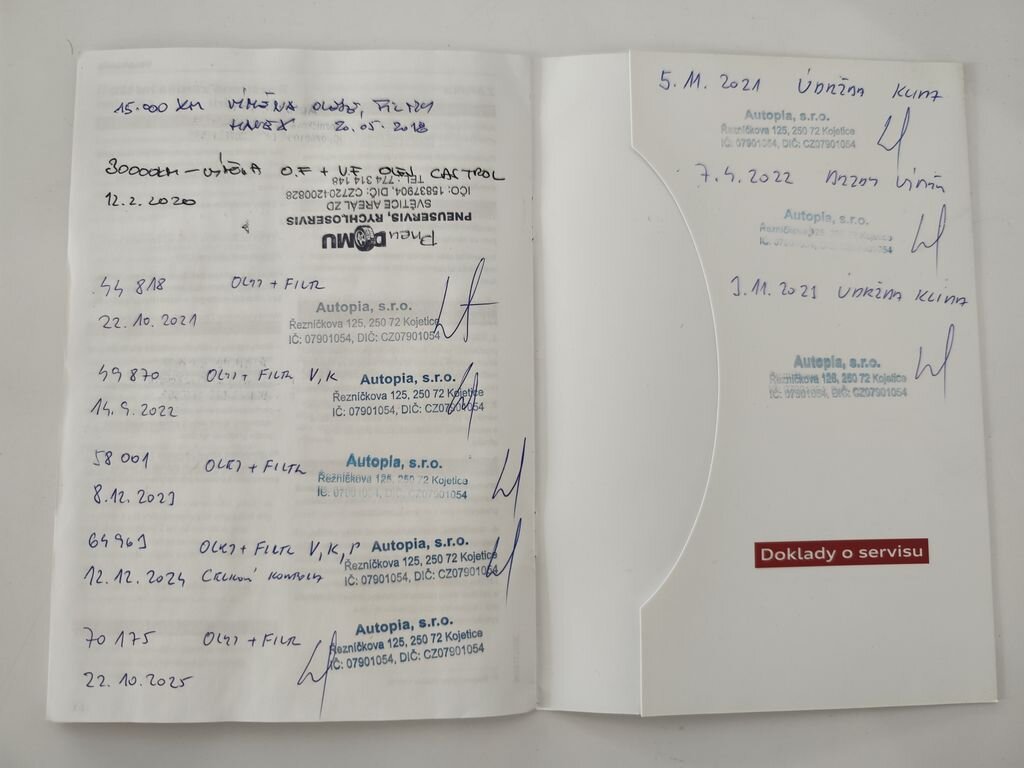 15.000 KM VÍMĚNA OLEJE, FILTRY
20.05.2018
30000KM – O.F + V.F OLEJ CASTROL
12.2.2020
Pneu DOMU
PNEUSERVIS, RYCHLOSERVIS
SVĚTICE AREÁL ZD
IČO: 15837904, DIČ: CZ7201200828
TEL.: 774 314 148
44 818 OLEJ + FILTR
22.10.2021
Autopia, s.r.o.
Řezníčkova 125, 250 72 Kojetice
IČ: 07901054, DIČ: CZ07901054
49 870 OLEJ + FILTR V, K
14.9.2022
Autopia, s.r.o.
Řezníčkova 125, 250 72 Kojetice
IČ: 07901054, DIČ: CZ07901054
58 001 OLEJ + FILTR
8.12.2023
Autopia, s.r.o.
Řezníčkova 125, 250 72 Kojetice
IČ: 07901054, DIČ: CZ07901054
64963 OLEJ + FILTR V, K, P
12.12.2024 CELKOVÁ KONTROLA
Autopia, s.r.o.
Řezníčkova 125, 250 72 Kojetice
IČ: 07901054, DIČ: CZ07901054
70 175 OLEJ + FILTR
22.10.2025
Autopia, s.r.o.
Řezníčkova 125, 250 72 Kojetice
IČ: 07901054, DIČ: CZ07901054
5.11.2021 ÚDRŽBA KLIMA
Autopia, s.r.o.
Řezníčkova 125, 250 72 Kojetice
IČ: 07901054, DIČ: CZ07901054
7.4.2022
Autopia, s.r.o.
Řezníčkova 125, 250 72 Kojetice
IČ: 07901054, DIČ: CZ07901054
3.11.2023 ÚDRŽBA KLIMA
Autopia, s.r.o.
Řezníčkova 125, 250 72 Kojetice
IČ: 07901054, DIČ: CZ07901054
Doklady o servisu